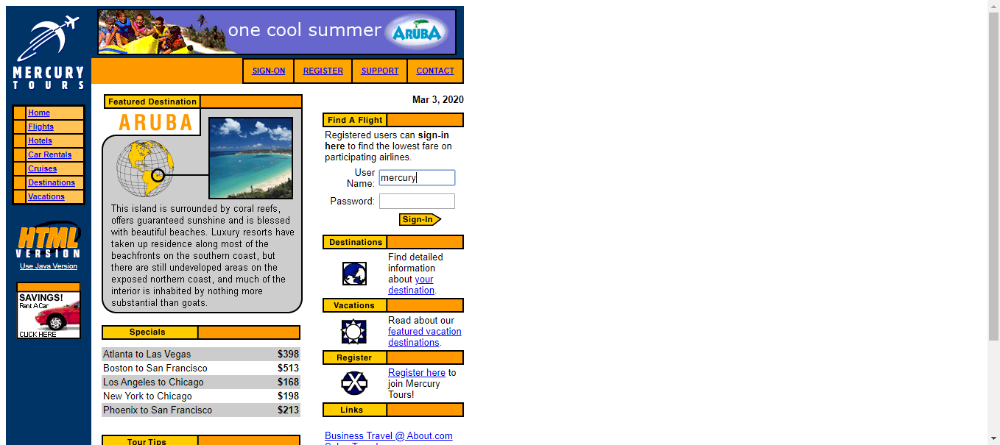 one cool summer ARUBA
MERCURY
TOURS
SIGN-ON REGISTER SUPPORT CONTACT
Home
Flights
Hotels
Car Rentals
Cruises
Destinations
Vacations
HTML
VERSION
Use Java Version
SAVINGS!
Rent A Car
CLICK HERE
Featured Destination
ARUBA
This island is surrounded by coral reefs,
offers guaranteed sunshine and is blessed
with beautiful beaches. Luxury resorts have
taken up residence along most of the
beachfronts on the southern coast, but
there are still undeveloped areas on the
exposed northern coast, and much of the
interior is inhabited by nothing more
substantial than goats.
Specials
Atlanta to Las Vegas $398
Boston to San Francisco $513
Los Angeles to Chicago $168
New York to Chicago $198
Phoenix to San Francisco $213
Tour Tips
Mar 3, 2020
Find A Flight
Registered users can sign-in
here to find the lowest fare on
participating airlines.
User
Name: mercury
Password:
Sign-In
Destinations
Find detailed
information
about your
destination.
Vacations
Read about our
featured vacation
destinations.
Register
Register here to
join Mercury
Tours!
Links
Business Travel @ About.com